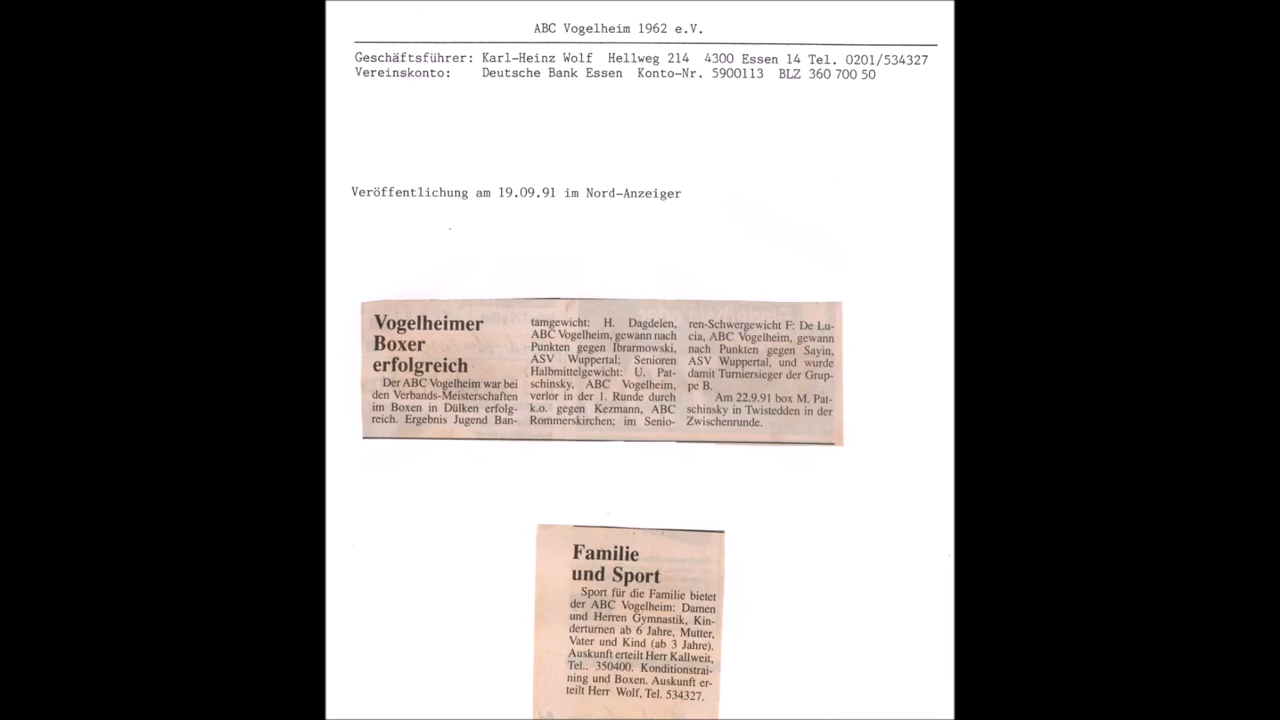 ABC Vogelheim 1962 e.V.
Geschäftsführer: Karl-Heinz Wolf Hellweg 214 4300 Essen 14 Tel. 0201/534327
Vereinskonto: Deutsche Bank Essen Konto-Nr. 5900113 BLZ 360 700 50
Veröffentlichung am 19.09.91 im Nord-Anzeiger
Vogelheimer
Boxer
erfolgreich
Der ABC Vogelheim war bei
den Verbands-Meisterschaften
im Boxen in Dülken erfolg-
reich. Ergebnis Jugend Ban-
tamgewicht: H. Dagdelen,
ABC Vogelheim, gewann nach
Punkten gegen Ibrarmowski,
ASV Wuppertal; Senioren
Halbmittelgewicht: U. Pat-
schinsky, ABC Vogelheim,
verlor in der 1. Runde durch
k.o. gegen Kezmann, ABC
Rommerskirchen; im Senio-
ren-Schwergewicht F: De Lu-
cia, ABC Vogelheim, gewann
nach Punkten gegen Sayin,
ASV Wuppertal, und wurde
damit Turniersieger der Grup-
pe B.
Am 22.9.91 box M. Pat-
schinsky in Twistedden in der
Zwischenrunde.
Familie
und Sport
Sport für die Familie bietet
der ABC Vogelheim: Damen
und Herren Gymnastik, Kin-
derturnen ab 6 Jahre, Mutter,
Vater und Kind (ab 3 Jahre).
Auskunft erteilt Herr Kallweit,
Tel.. 350400. Konditionstrai-
ning und Boxen. Auskunft er-
teilt Herr Wolf, Tel. 534327.